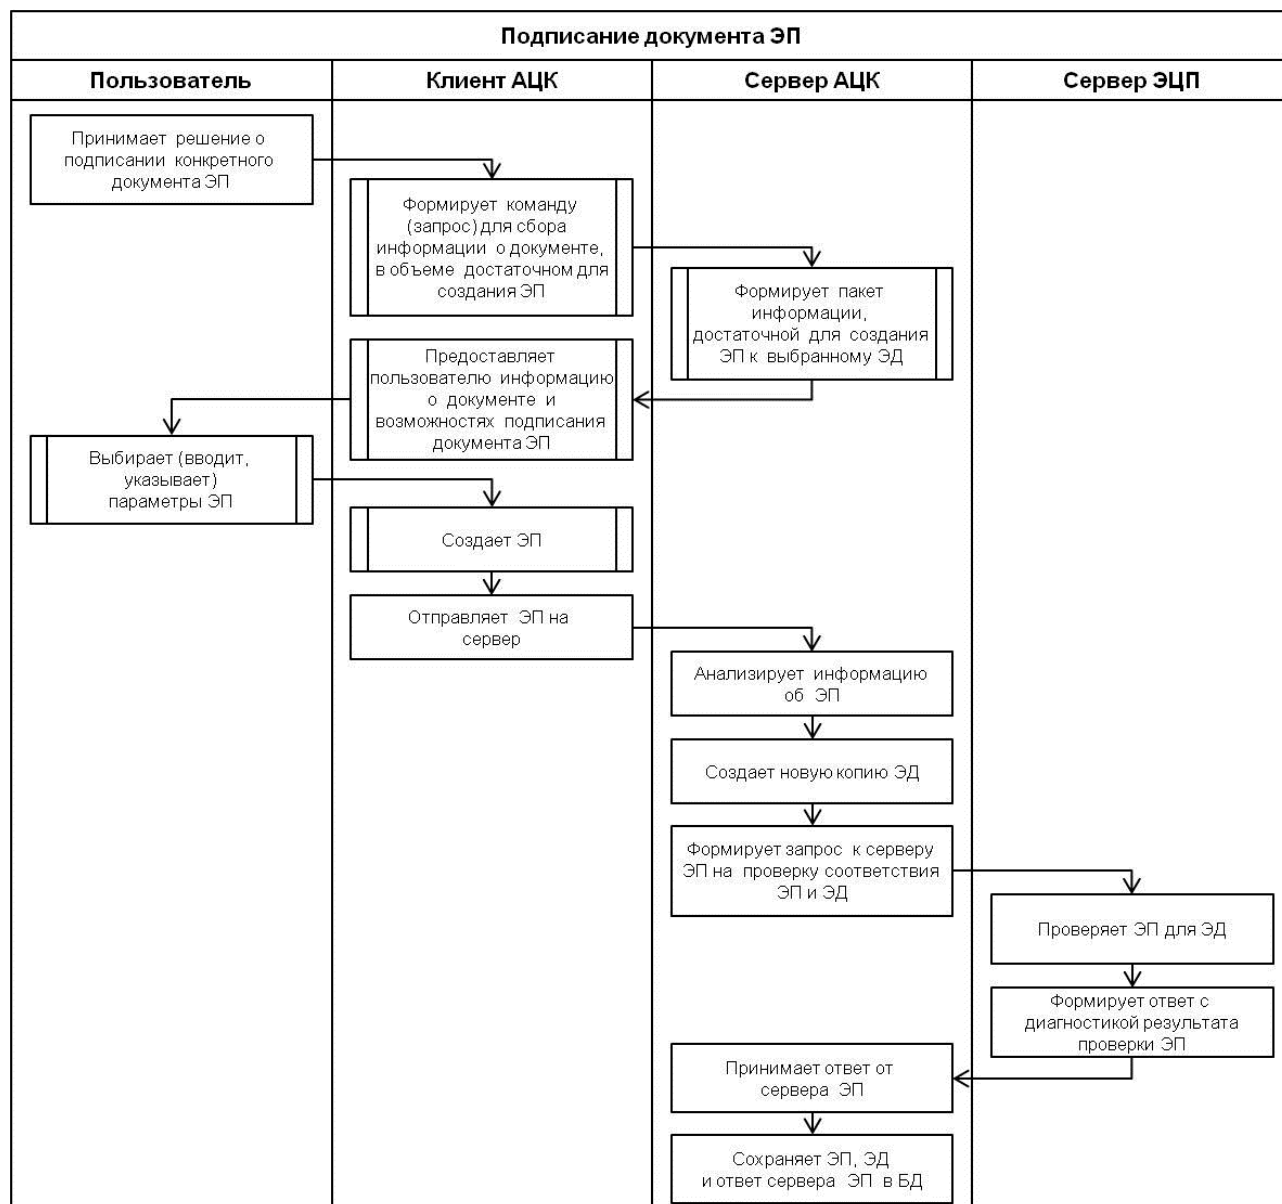 Подписание документа ЭП
Пользователь
Клиент АЦК
Сервер АЦК
Сервер ЭЦП
Принимает решение о
подписании конкретного
документа ЭП
Формирует команду
(запрос) для сбора
информации о документе,
в объеме достаточном для
создания ЭП
Формирует пакет
информации,
достаточной для создания
ЭП к выбранному ЭД
Предоставляет
пользователю информацию
о документе и
возможностях подписания
документа ЭП
Выбирает (вводит,
указывает)
параметры ЭП
Создает ЭП
Отправляет ЭП на
сервер
Анализирует информацию
об ЭП
Создает новую копию ЭД
Формирует запрос к серверу
ЭП на проверку соответствия
ЭП и ЭД
Проверяет ЭП для ЭД
Формирует ответ с
диагностикой результата
проверки ЭП
Принимает ответ от
сервера ЭП
Сохраняет ЭП, ЭД
и ответ сервера ЭП в БД